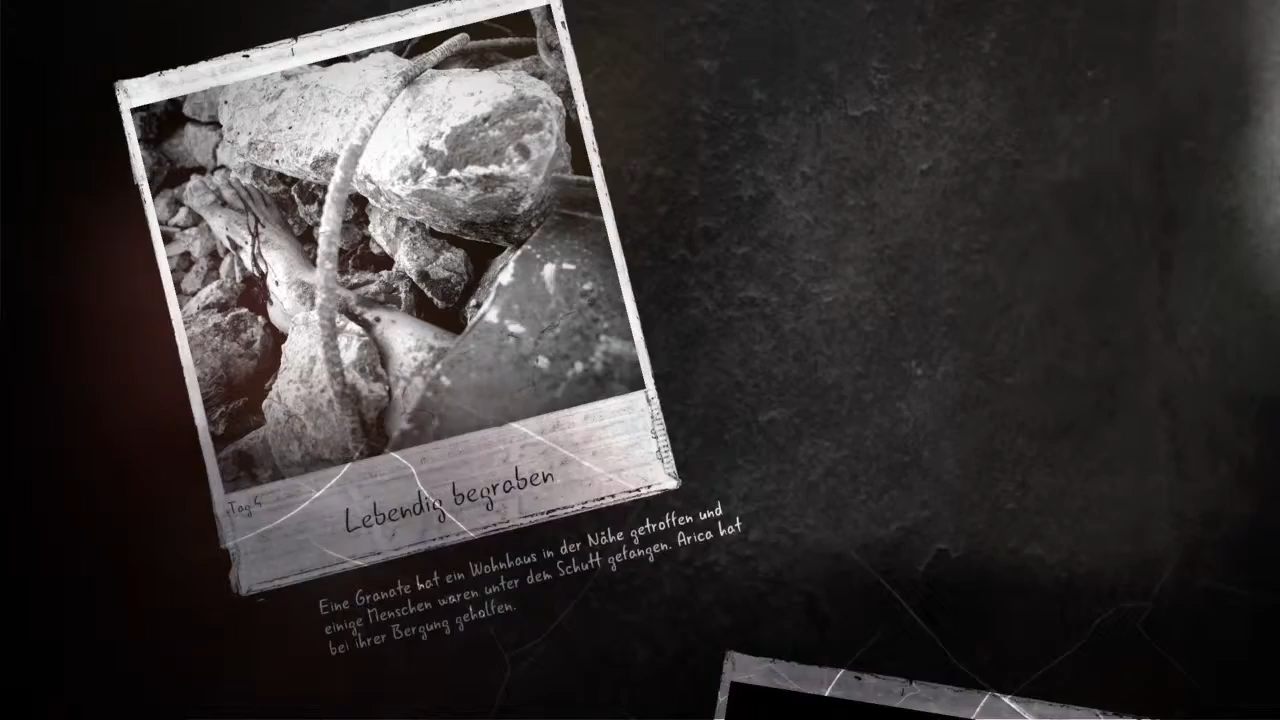 Tag 4
Lebendig begraben
Eine Granate hat ein Wohnhaus in der Nähe getroffen und
einige Menschen waren unter dem Schutt gefangen. Arica hat
bei ihrer Bergung geholfen.